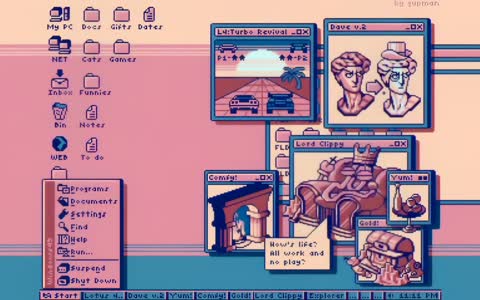 by gupman
My PC
Docs
Gifts
Dates
NET
Cats
Games
Inbox
Funnies
Bin
Notes
WEB
To do
L4:Turbo Revival _□X
P1
P2
Dave v.2 _□X
FLD
FLD
Lord Clippy _□X
Comfy! _□X
Yum!
Gold!
How's life?
All work and
no play?
Programs
Documents
Settings
Find
Help
Run...
Suspend
Shut Down
Start
Lotus
Dave v.2
Yum!
Comfy!
Gold!
Lord Clippy
Explorer
11:11 PM